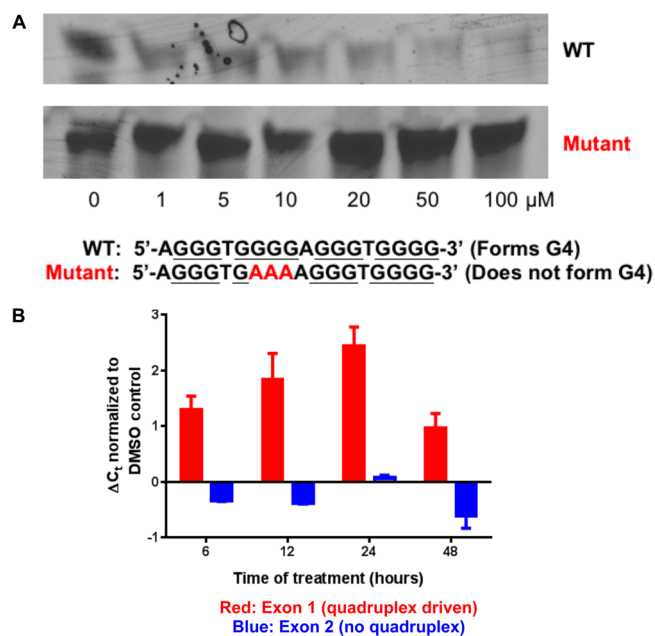 A
WT
Mutant
0 1 5 10 20 50 100 µM
WT: 5’-AGGGTGGGGAGGGTGGGG-3’ (Forms G4)
Mutant: 5’-AGGGTGAAAAGGGTGGGG-3’ (Does not form G4)
B
ΔCt normalized to
DMSO control
3
2
1
0
-1
6 12 24 48
Time of treatment (hours)
Red: Exon 1 (quadruplex driven)
Blue: Exon 2 (no quadruplex)